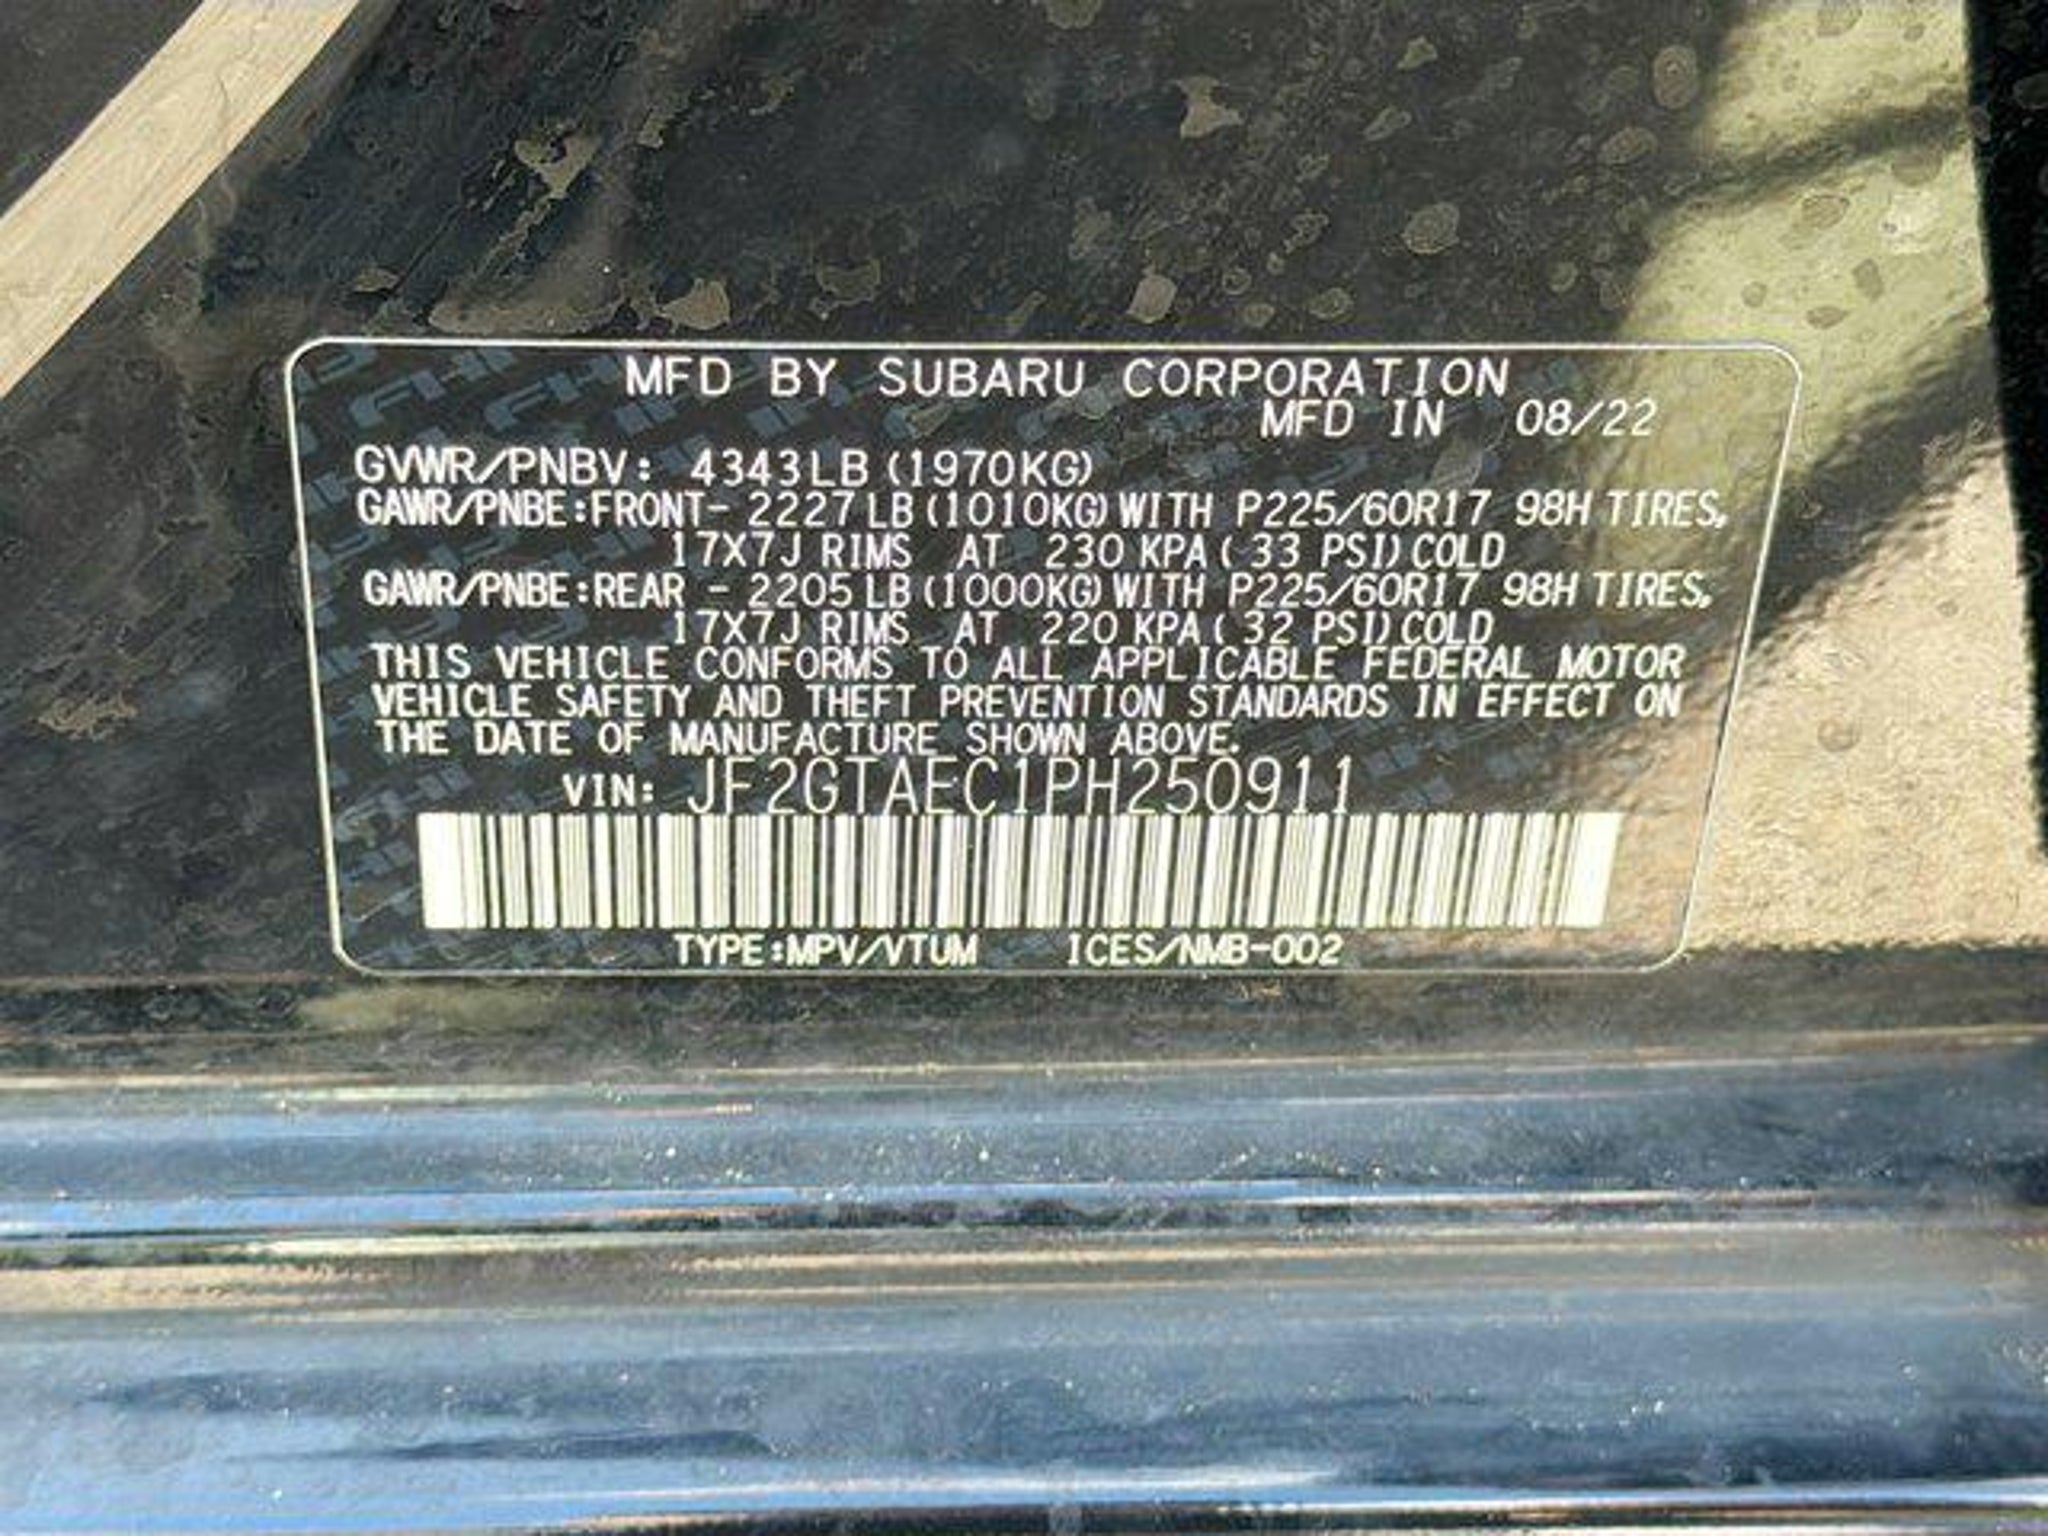 MFD BY SUBARU CORPORATION
MFD IN 08/22
GVWR/PNBV: 4343LB (1970KG)
GAWR/PNBE:FRONT- 2227LB(1010KG)WITH P225/60R17 98H TIRES,
17X7J RIMS AT 230 KPA( 33 PSI)COLD
GAWR/PNBE:REAR - 2205LB(1000KG)WITH P225/60R17 98H TIRES,
17X7J RIMS AT 220 KPA( 32 PSI)COLD
THIS VEHICLE CONFORMS TO ALL APPLICABLE FEDERAL MOTOR
VEHICLE SAFETY AND THEFT PREVENTION STANDARDS IN EFFECT ON
THE DATE OF MANUFACTURE SHOWN ABOVE.
VIN: JF2GTAEC1PH250911
TYPE:MPV/VTUM ICES/NMB-002